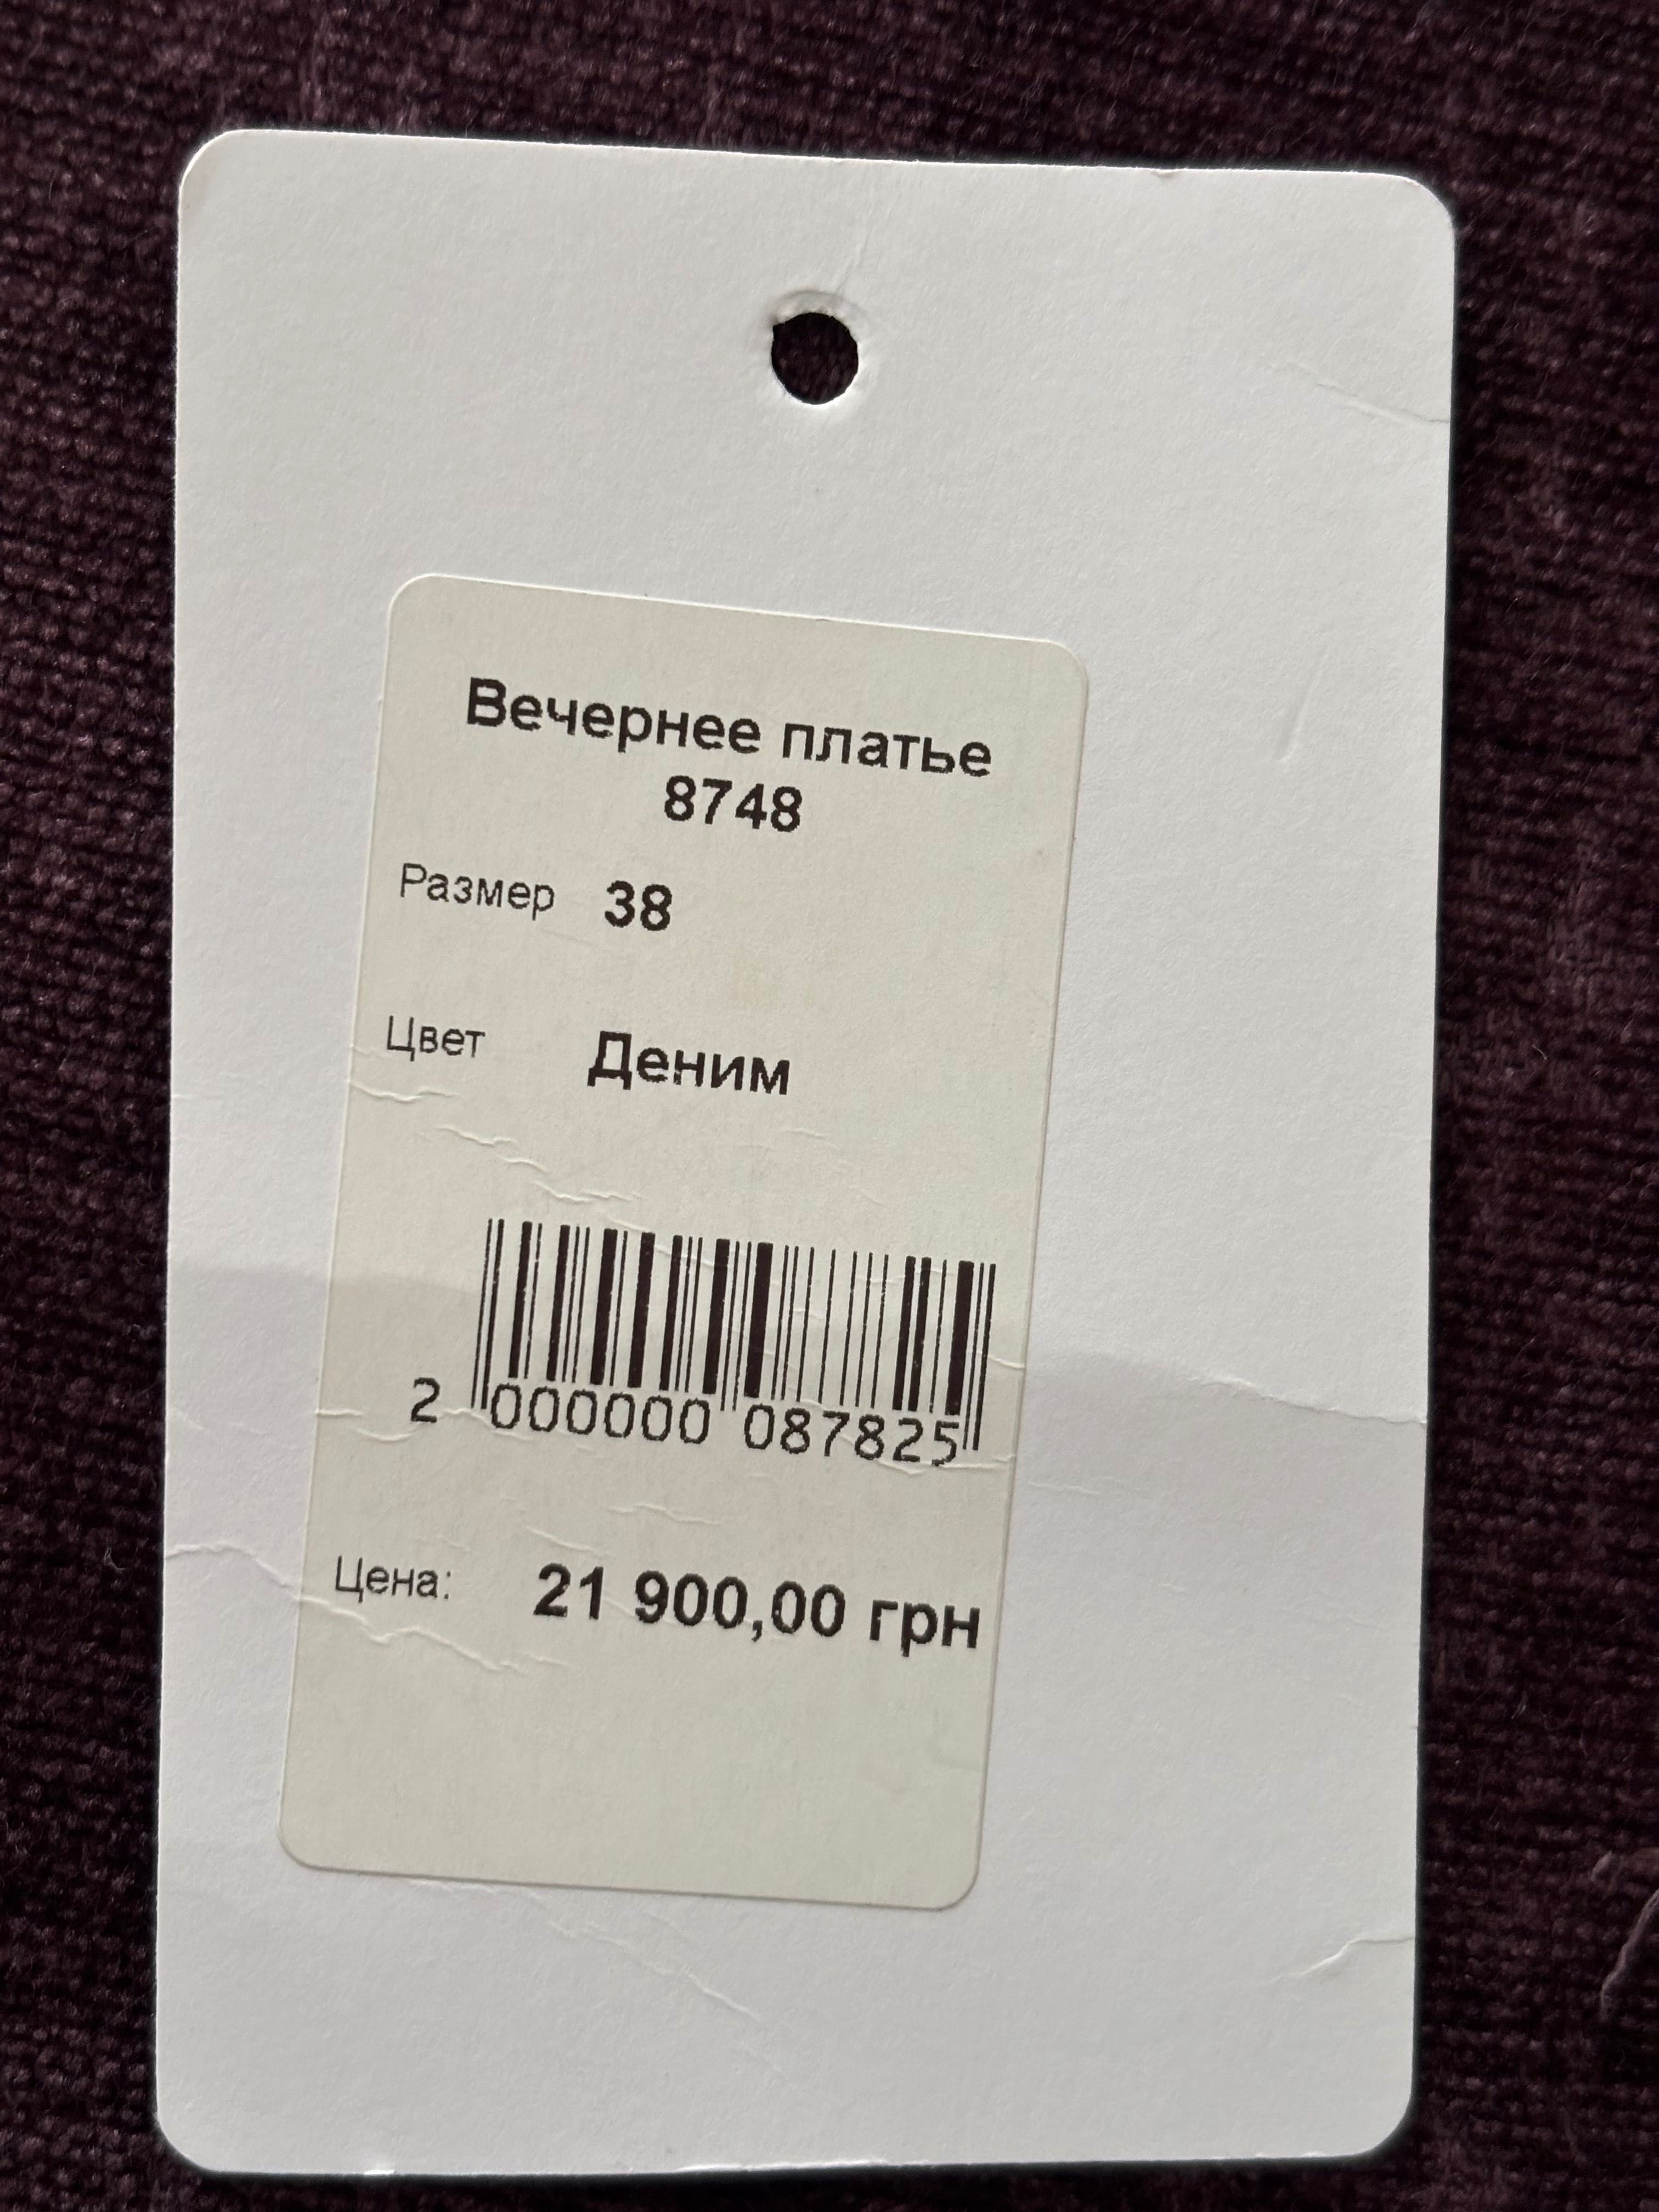 Вечернее платье
8748
Размер 38
Цвет Деним
2 000000 087825
Цена: 21 900,00 грн